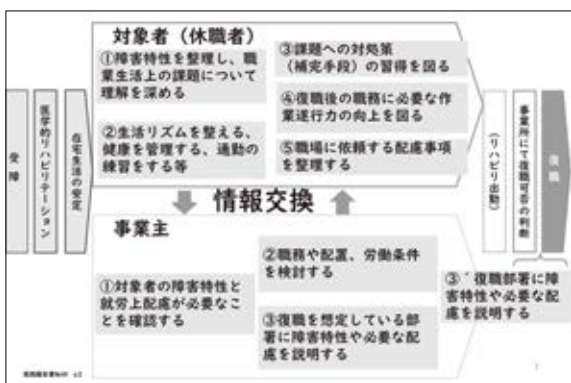 受障
医学的リハビリテーション
在宅生活の安定
対象者(休職者)
①障害特性を整理し、職
業生活上の課題について
理解を深める
②生活リズムを整える、
健康を管理する、通勤の
練習をする等
③課題への対処策
(補完手段)の習得を図る
④復職後の職務に必要な作
業遂行力の向上を図る
⑤職場に依頼する配慮事項
を整理する
情報交換
事業主
①対象者の障害特性と
就労上配慮が必要なこ
とを確認する
②職務や配置、労働条件
を検討する
③復職を想定している部
署に障害特性や必要な配
慮を説明する
(リハビリ出勤)
事業所にて復職可否の判断
復職
③´復職部署に障
害特性や必要な配
慮を説明する